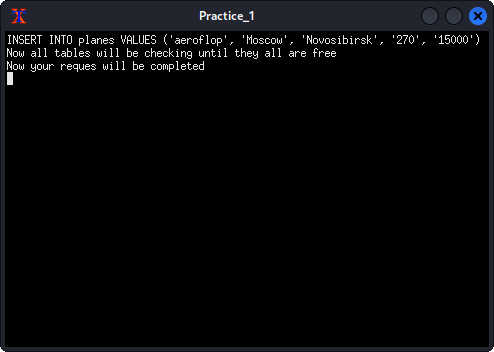 Practice_1
INSERT INTO planes VALUES ('aeroflop', 'Moscow', 'Novosibirsk', '270', '15000')
Now all tables will be checking until they all are free
Now your reques will be completed